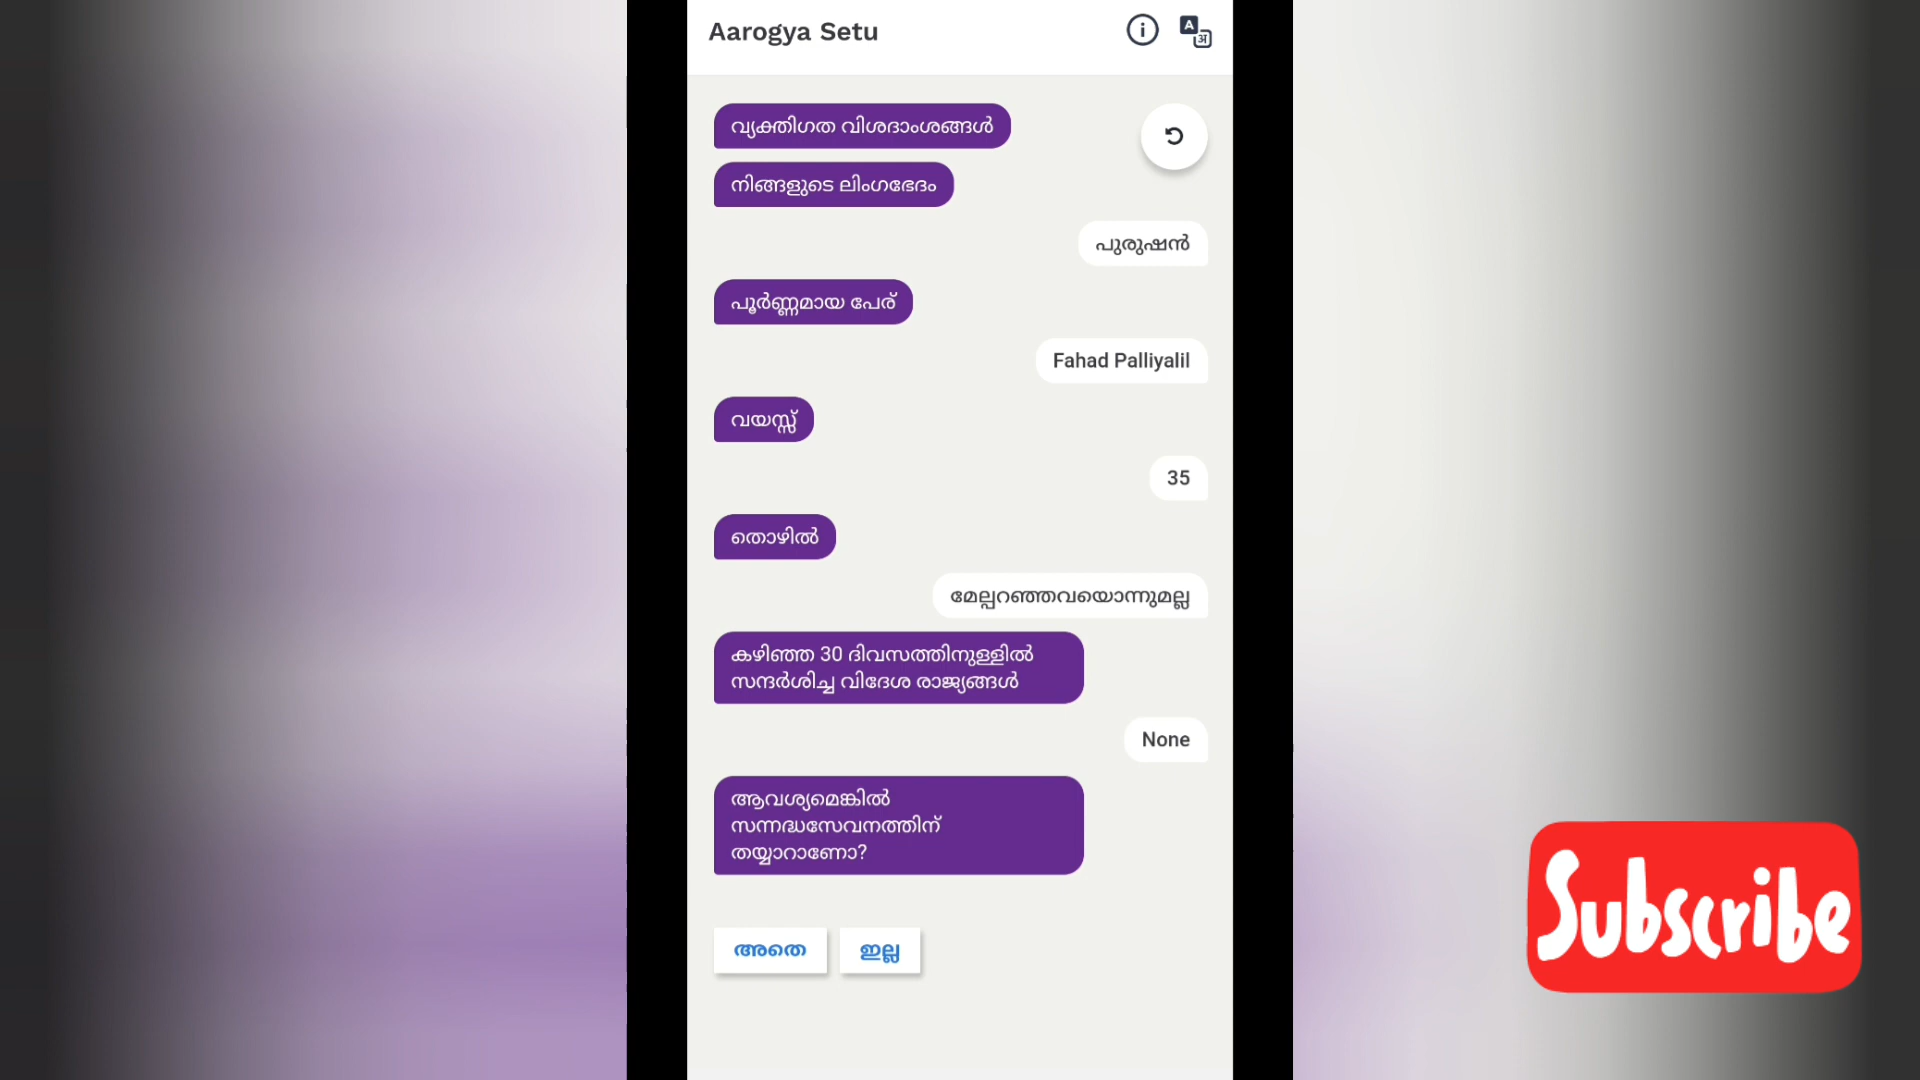 Aarogya Setu
A
अ
വ്യക്തിഗത വിശദാംശങ്ങൾ
നിങ്ങളുടെ ലിംഗഭേദം
പുരുഷൻ
പൂർണ്ണമായ പേര്
Fahad Palliyalil
വയസ്സ്
35
തൊഴിൽ
മേല്പറഞ്ഞവയൊന്നുമല്ല
കഴിഞ്ഞ 30 ദിവസത്തിനുള്ളിൽ
സന്ദർശിച്ച വിദേശ രാജ്യങ്ങൾ
None
ആവശ്യമെങ്കിൽ
സന്നദ്ധസേവനത്തിന്
തയ്യാറാണോ?
അതെ ഇല്ല
Subscribe